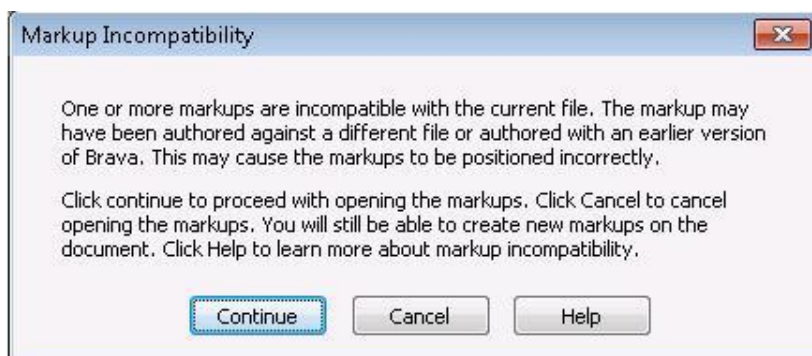 Markup Incompatibility
One or more markups are incompatible with the current file. The markup may
have been authored against a different file or authored with an earlier version
of Brava. This may cause the markups to be positioned incorrectly.
Click continue to proceed with opening the markups. Click Cancel to cancel
opening the markups. You will still be able to create new markups on the
document. Click Help to learn more about markup incompatibility.
Continue Cancel Help